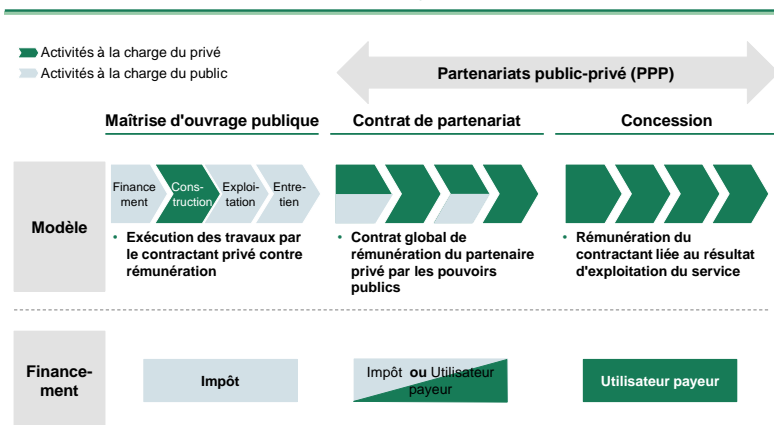 Activités à la charge du privé
Activités à la charge du public
Partenariats public-privé (PPP)
Maîtrise d'ouvrage publique
Contrat de partenariat
Concession
Modèle
Finance
ment
Cons-
truction
Exploi-
tation
Entre-
tien
• Exécution des travaux par
le contractant privé contre
rémunération
• Contrat global de
rémunération du partenaire
privé par les pouvoirs
publics
• Rémunération du
contractant liée au résultat
d'exploitation du service
Finance-
ment
Impôt
Impôt ou Utilisateur
payeur
Utilisateur payeur